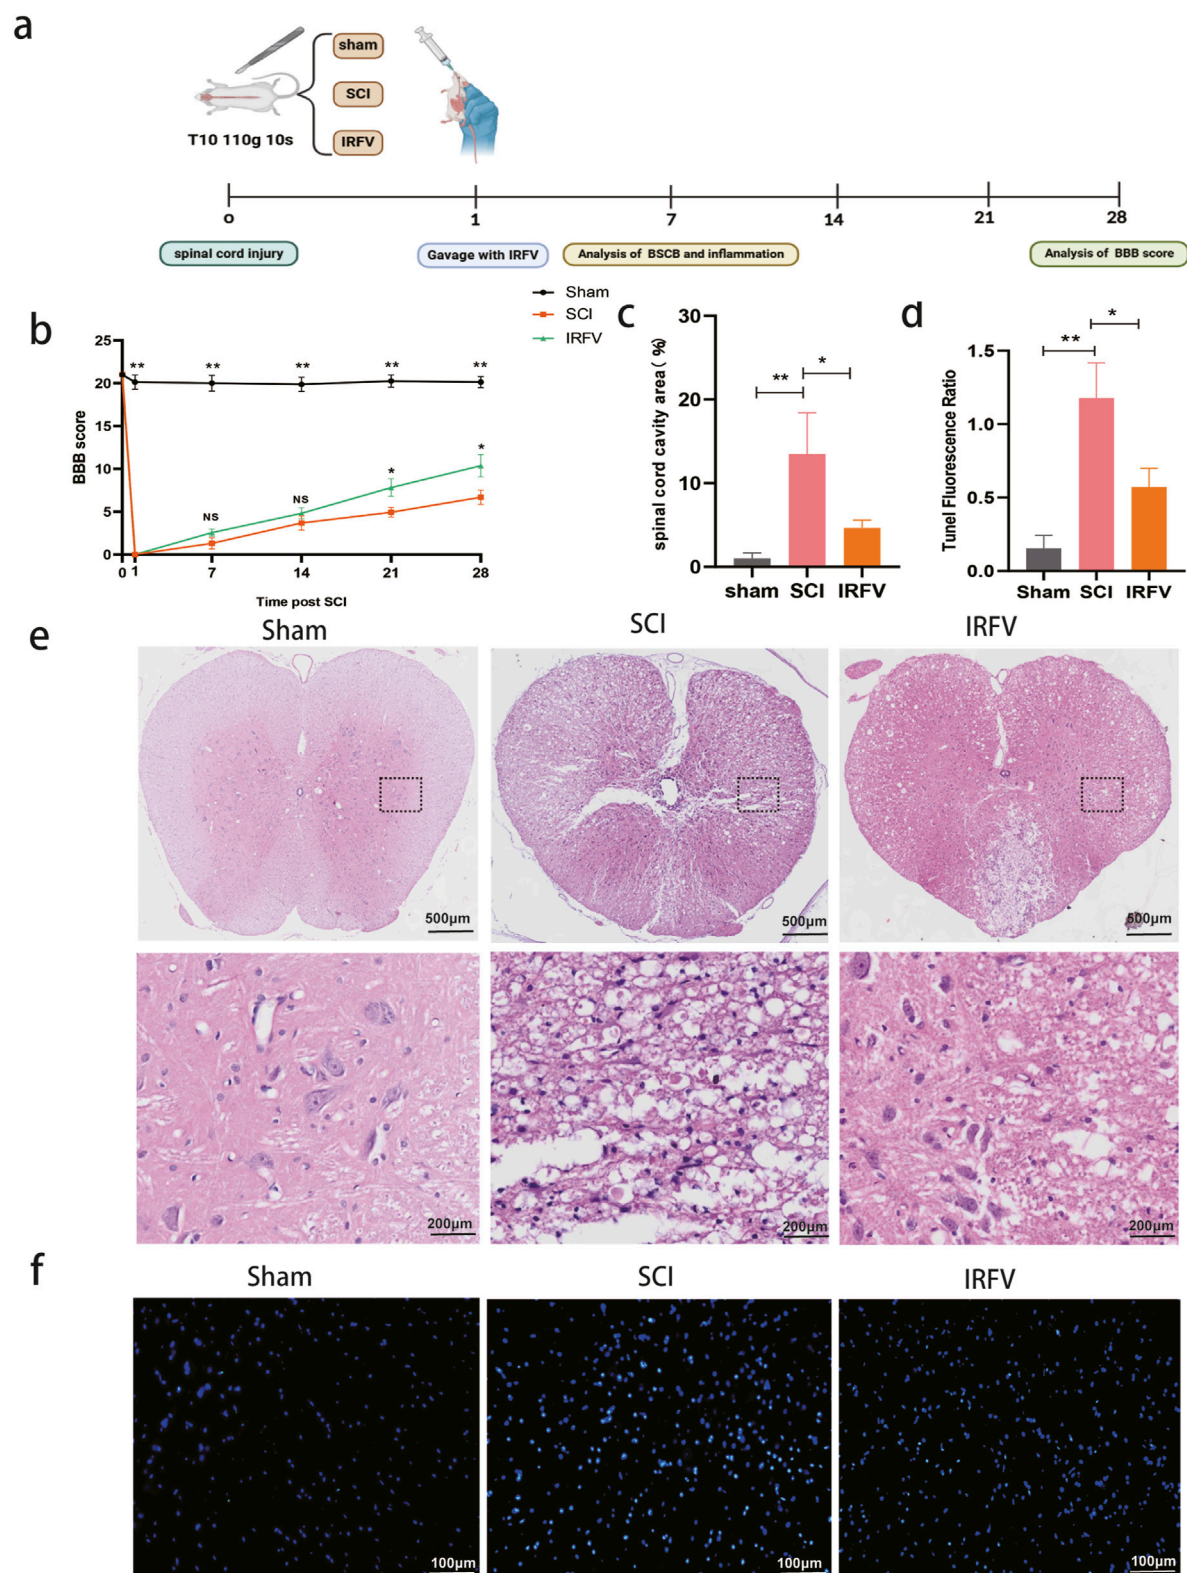 a
sham
SCI
IRFV
T10 110g 10s
0 1 7 14 21 28
spinal cord injury
Gavage with IRFV
Analysis of BSCB and inflammation
Analysis of BBB score
b
Sham
SCI
IRFV
BBB score
25
20
15
10
5
0
** ** ** ** **
NS NS * *
0 1 7 14 21 28
Time post SCI
c
spinal cord cavity area ( %)
30
20
10
0
** *
sham SCI IRFV
d
Tunel Fluorescence Ratio
1.5
1.0
0.5
0.0
** *
Sham SCI IRFV
e
Sham SCI IRFV
500μm 500μm 500μm
200μm 200μm 200μm
f
Sham SCI IRFV
100μm 100μm 100μm